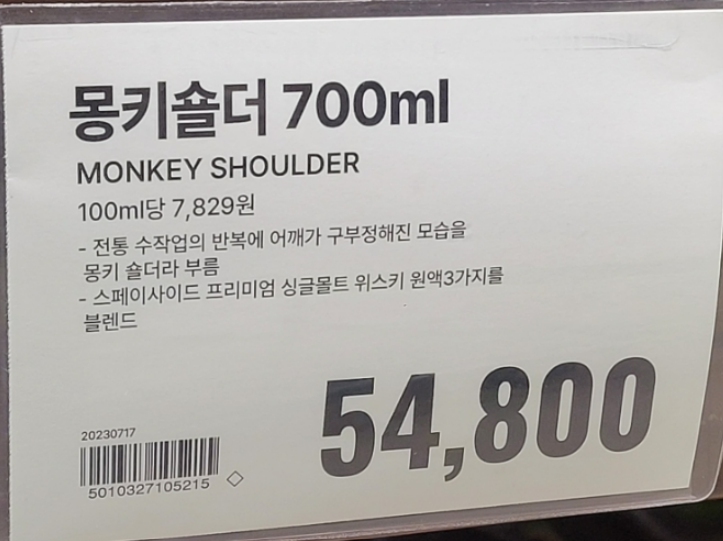 몽키숄더 700ml
MONKEY SHOULDER
100ml당 7,829원
- 전통 수작업의 반복에 어깨가 구부정해진 모습을
몽키 숄더라 부름
- 스페이사이드 프리미엄 싱글몰트 위스키 원액3가지를
블렌드
54,800
20230717
5010327105215